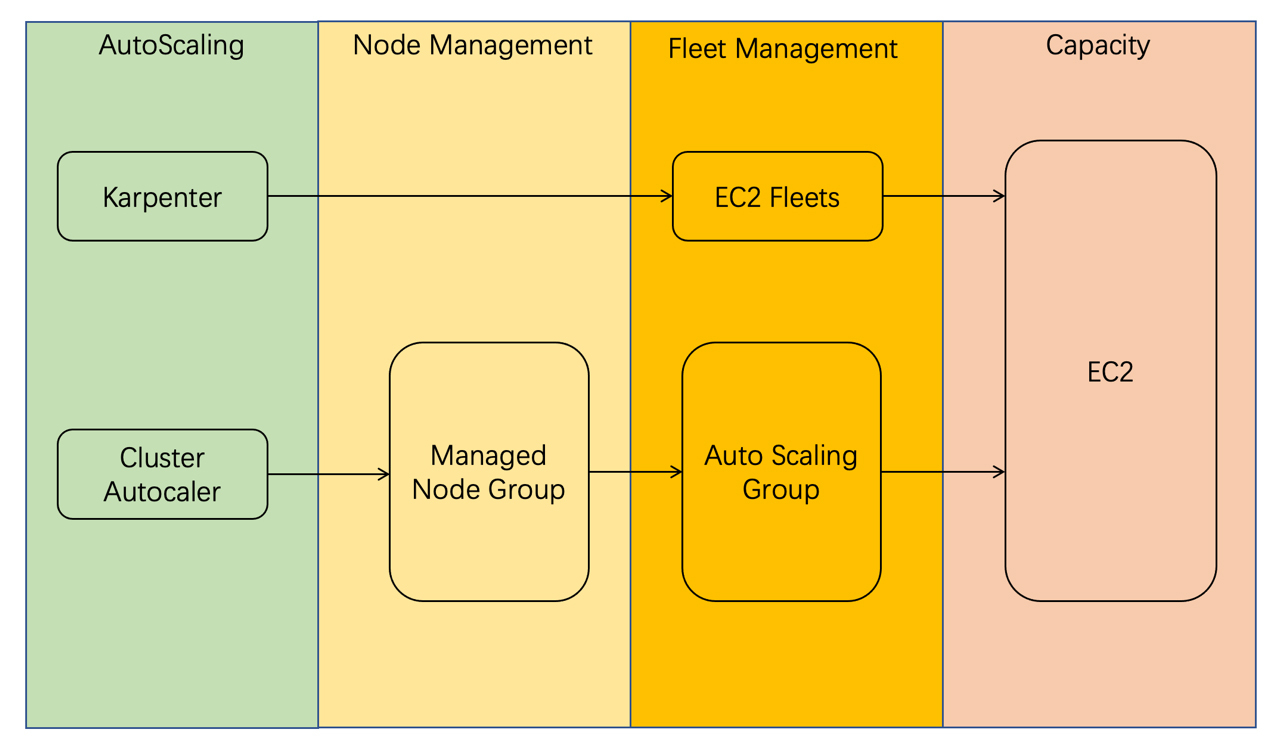 AutoScaling
Node Management
Fleet Management
Capacity
Karpenter
EC2 Fleets
EC2
Cluster
Autocaler
Managed
Node Group
Auto Scaling
Group